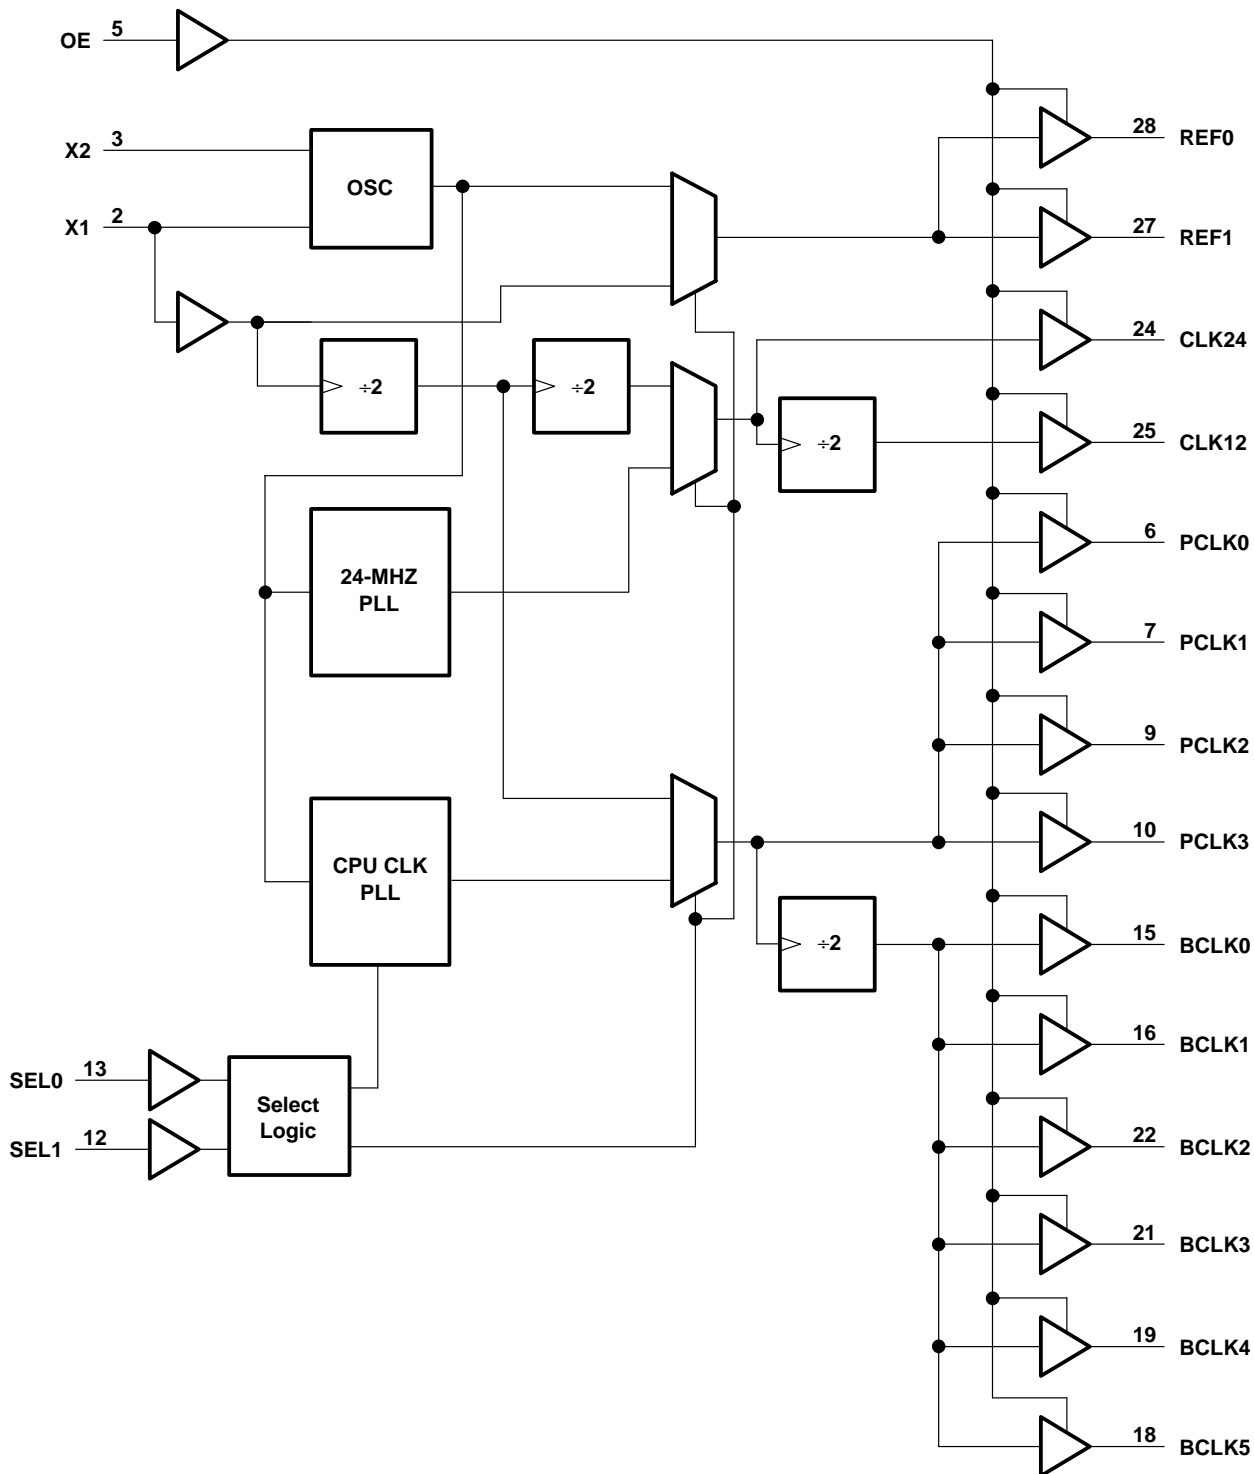 OE 5
28 REF0
X2 3
OSC
X1 2
27 REF1
24 CLK24
÷2
÷2
÷2
25 CLK12
6 PCLK0
24-MHZ
PLL
7 PCLK1
9 PCLK2
10 PCLK3
CPU CLK
PLL
÷2
15 BCLK0
16 BCLK1
SEL0 13
Select
Logic
SEL1 12
22 BCLK2
21 BCLK3
19 BCLK4
18 BCLK5